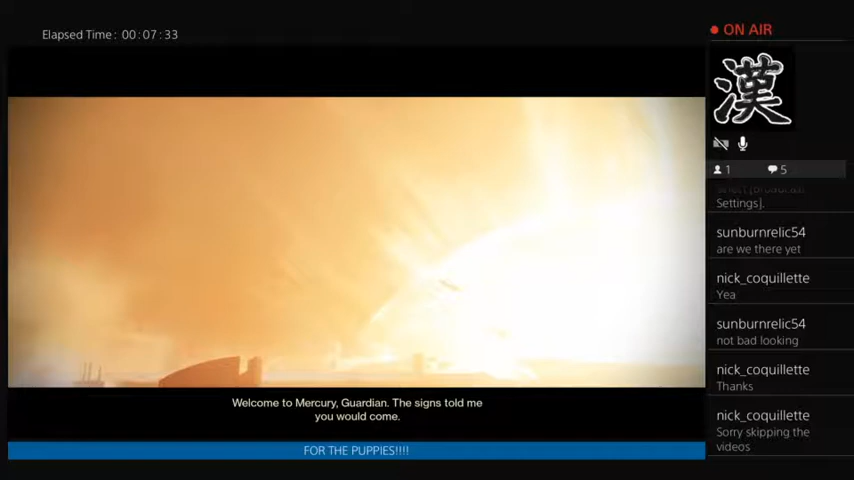 Elapsed Time: 00:07:33
ON AIR
漢
1 5
Settings].
sunburnrelic54
are we there yet
nick_coquillette
Yea
sunburnrelic54
not bad looking
nick_coquillette
Thanks
nick_coquillette
Sorry skipping the
videos
Welcome to Mercury, Guardian. The signs told me
you would come.
FOR THE PUPPIES!!!!